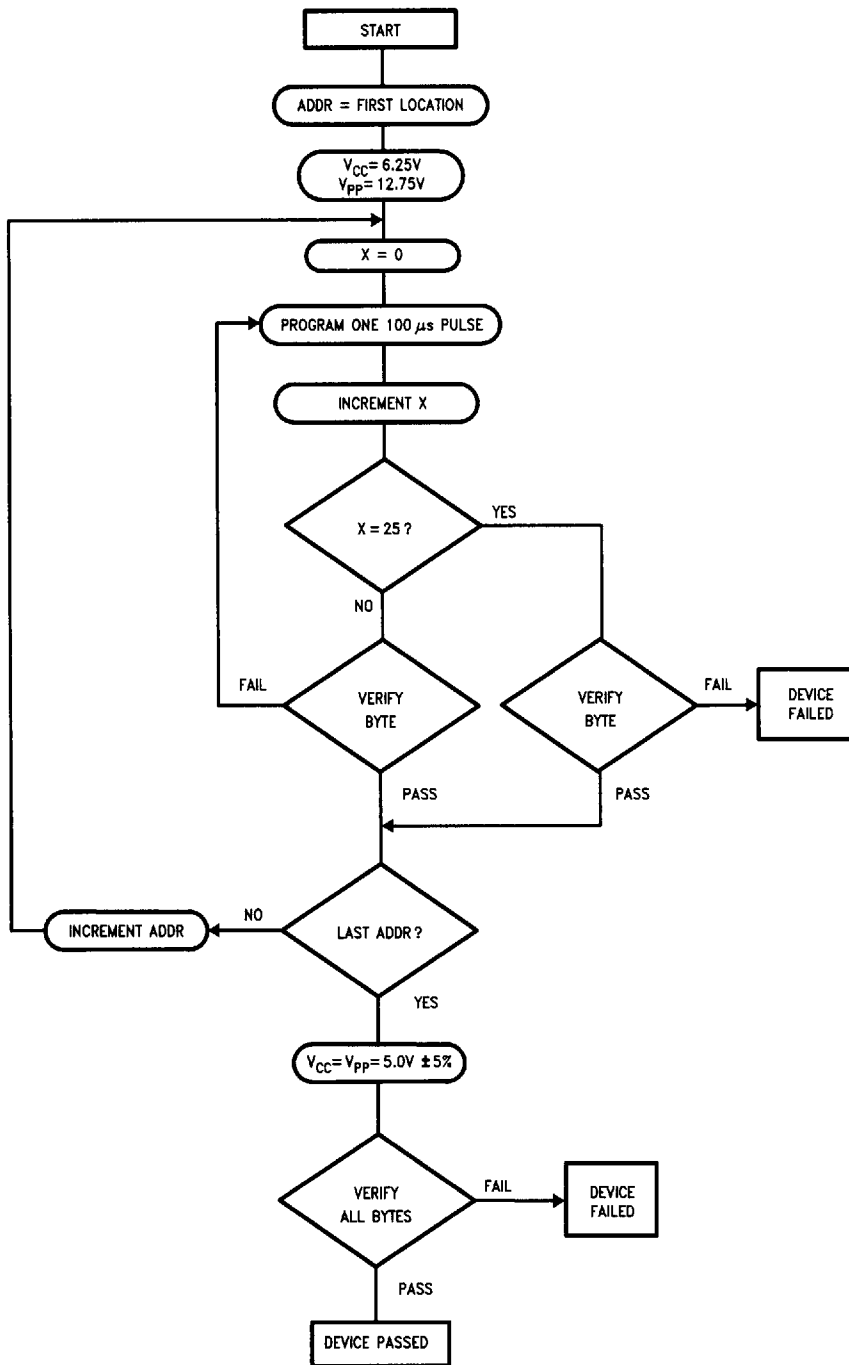 START
ADDR = FIRST LOCATION
VCC = 6.25V
VPP = 12.75V
X = 0
PROGRAM ONE 100 μs PULSE
INCREMENT X
X = 25 ?
YES
NO
VERIFY
BYTE
FAIL
VERIFY
BYTE
FAIL
DEVICE
FAILED
PASS
PASS
INCREMENT ADDR
NO
LAST ADDR ?
YES
VCC = VPP = 5.0V ±5%
VERIFY
ALL BYTES
FAIL
DEVICE
FAILED
PASS
DEVICE PASSED